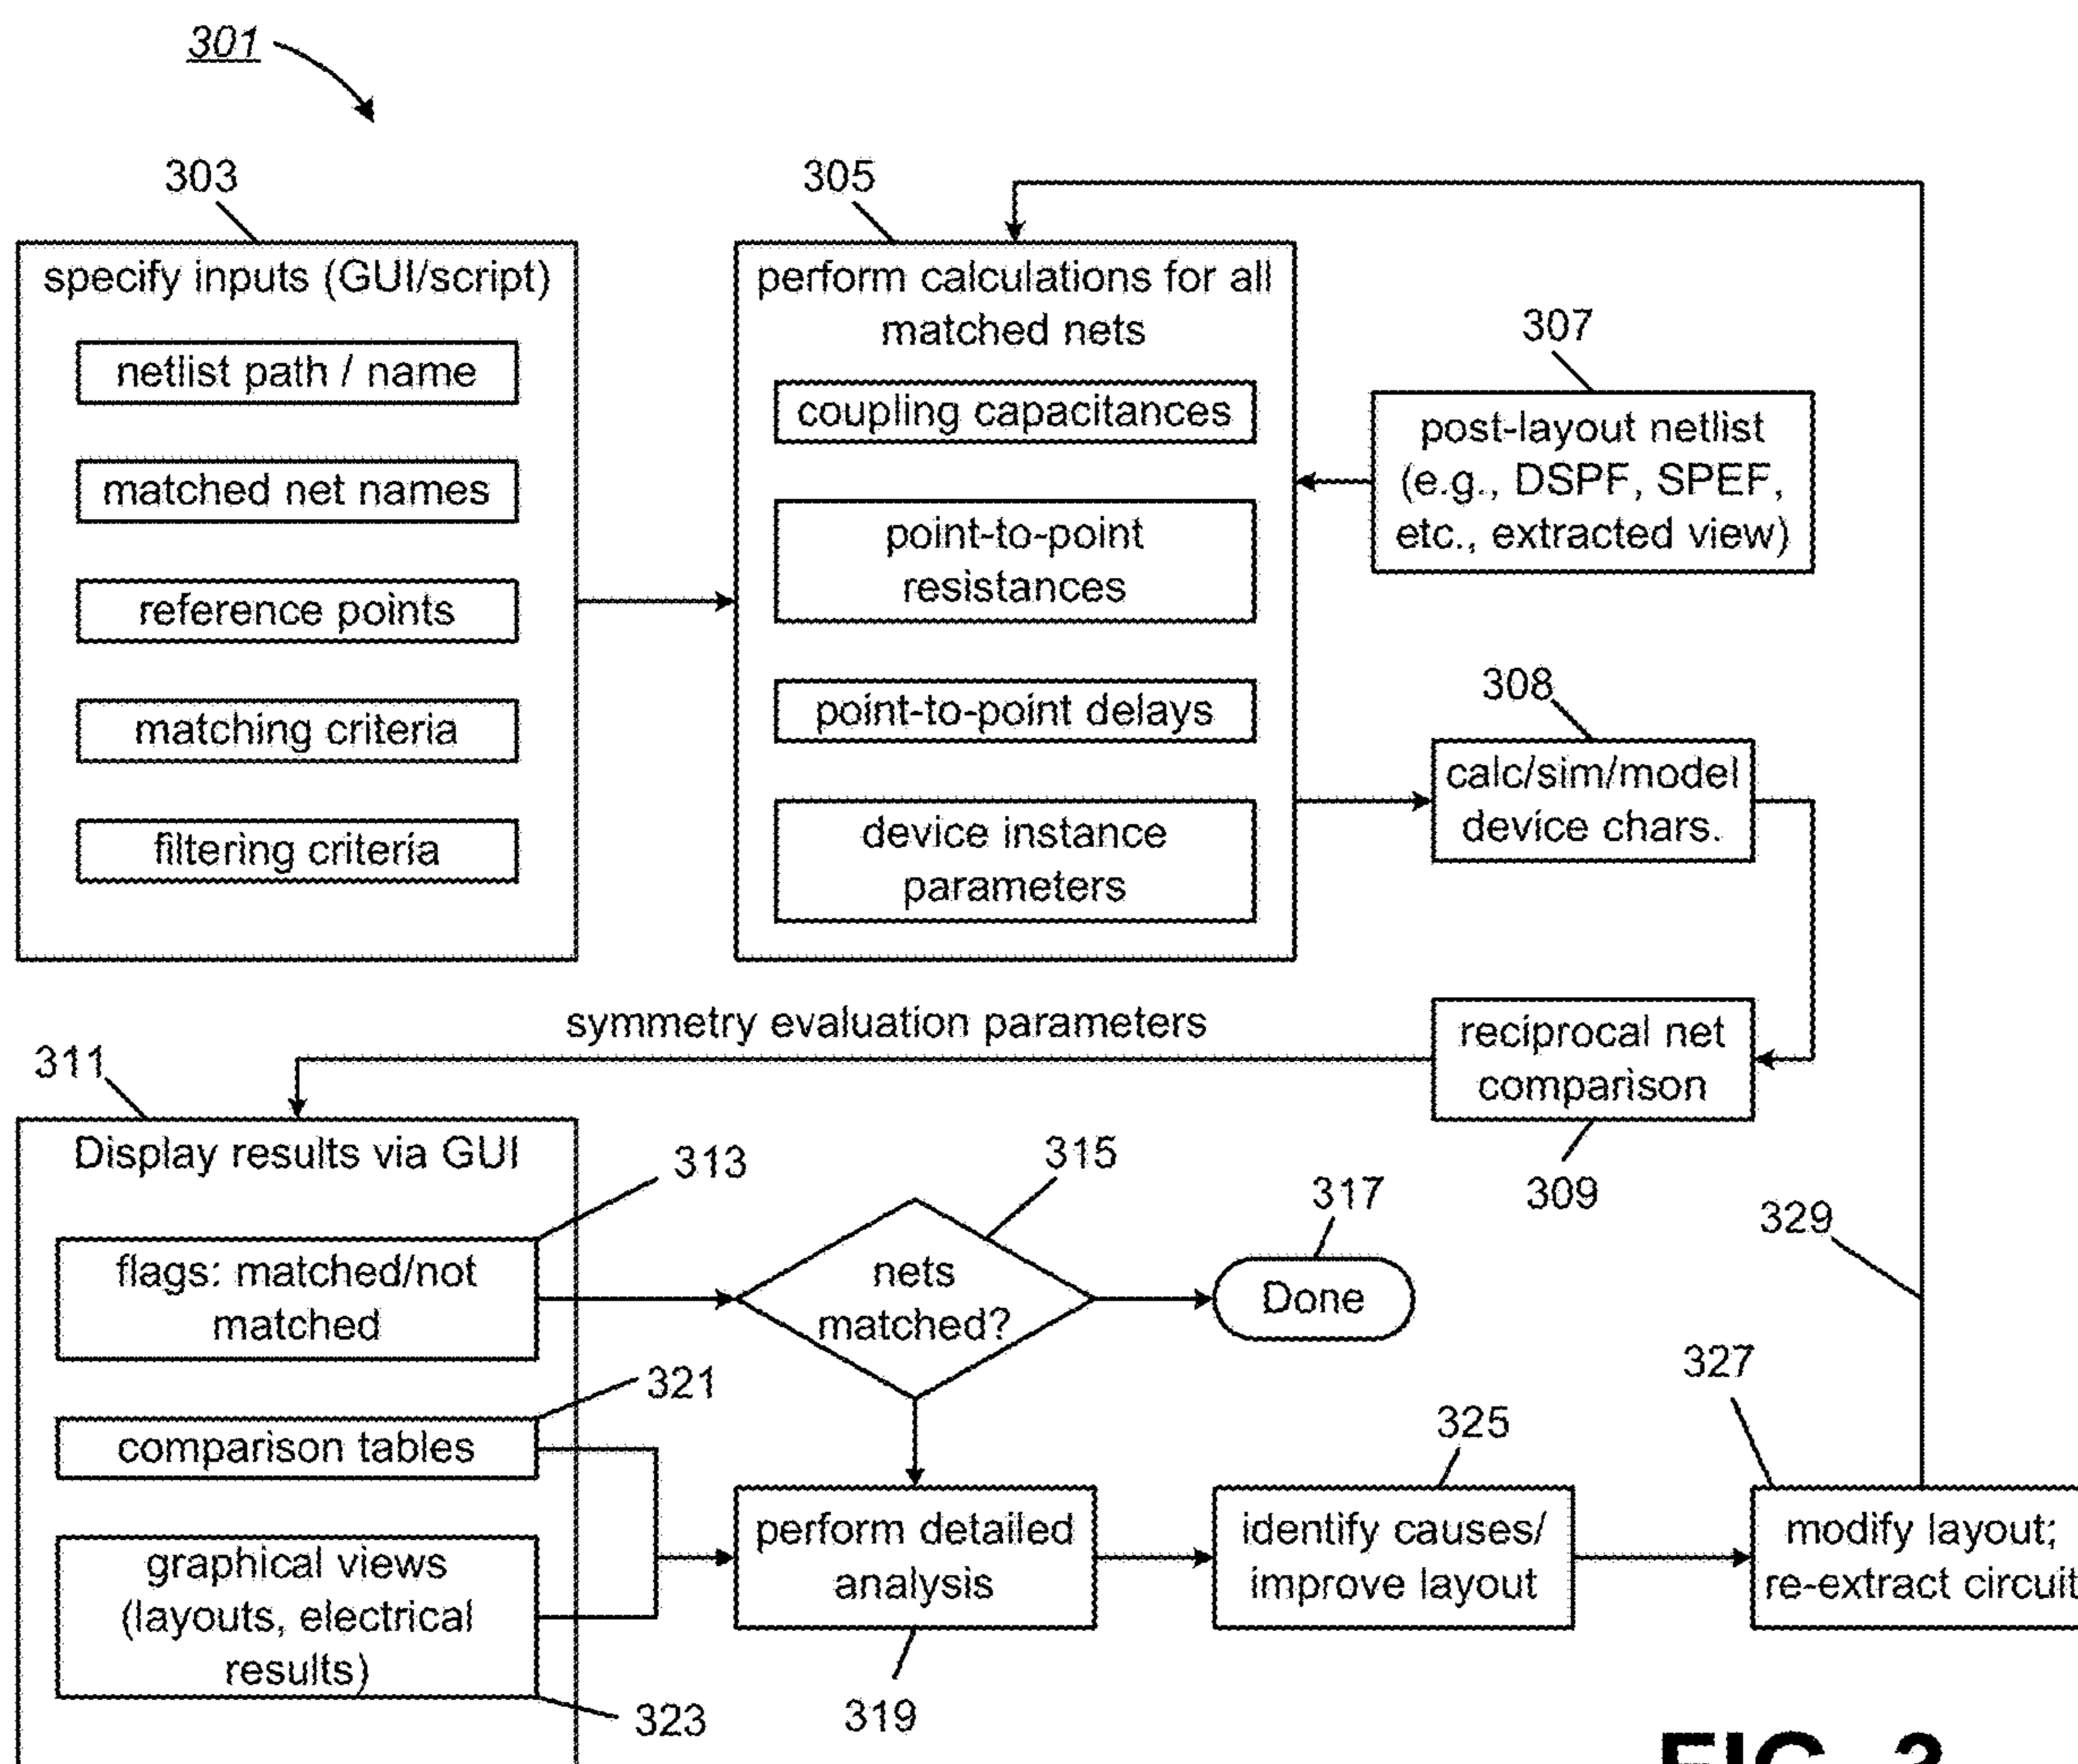 301
303
specify inputs (GUI/script)
netlist path / name
matched net names
reference points
matching criteria
filtering criteria
305
perform calculations for all
matched nets
coupling capacitances
point-to-point
resistances
point-to-point delays
device instance
parameters
307
post-layout netlist
(e.g., DSPF, SPEF,
etc., extracted view)
308
calc/sim/model
device chars.
symmetry evaluation parameters
reciprocal net
comparison
309
311
Display results via GUI
313
flags: matched/not
matched
315
nets
matched?
317
Done
329
321
comparison tables
graphical views
(layouts, electrical
results)
323
perform detailed
analysis
319
325
identify causes/
improve layout
327
modify layout;
re-extract circuit
FIG. 3